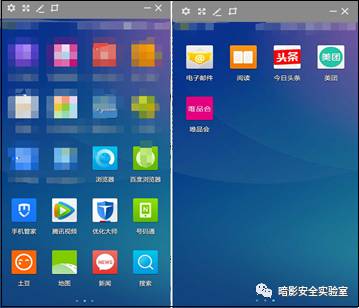 浏览器
百度浏览器
手机管家
腾讯视频
优化大师
号码通
土豆
地图
新闻
搜索
NEWS
电子邮件
阅读
今日头条
美团
头条
美团
唯品会
唯品会
暗影安全实验室